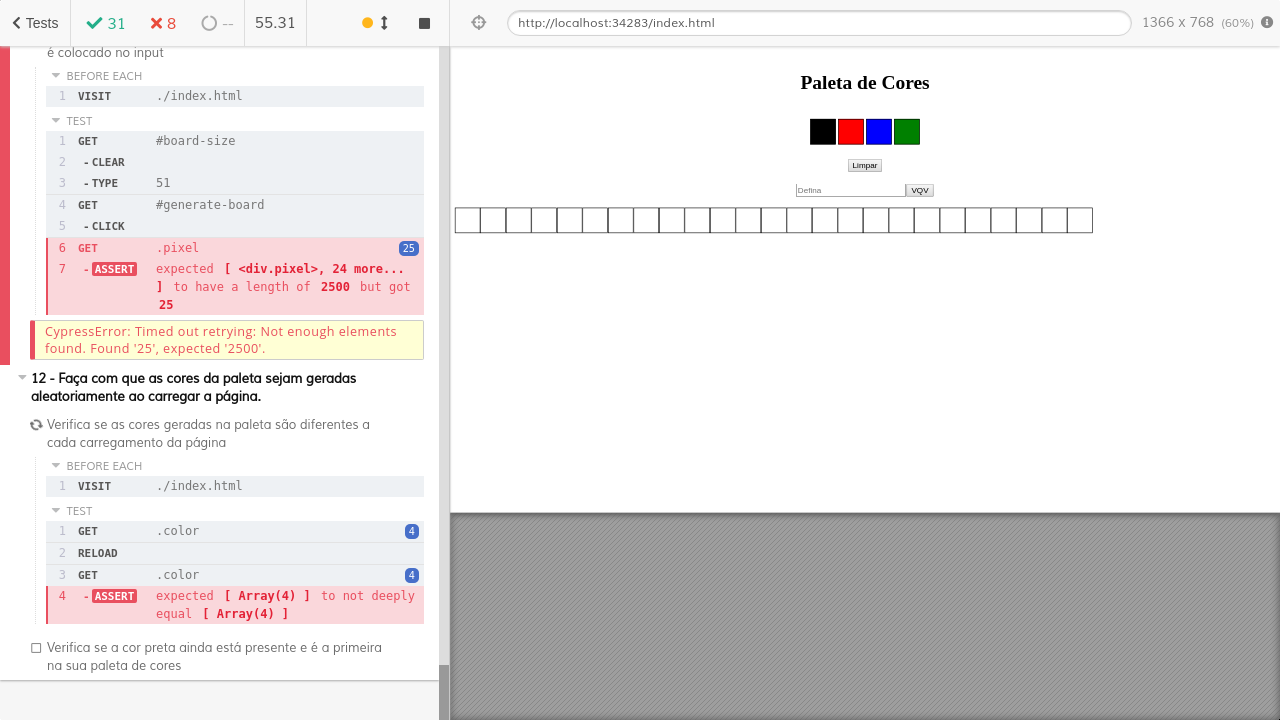 Tests
31
8
--
55.31
http://localhost:34283/index.html
1366 x 768 (60%)
é colocado no input
BEFORE EACH
1 VISIT ./index.html
TEST
1 GET #board-size
2 - CLEAR
3 - TYPE 51
4 GET #generate-board
5 - CLICK
6 GET .pixel 25
7 - ASSERT expected [ <div.pixel>, 24 more...
] to have a length of 2500 but got
25
CypressError: Timed out retrying: Not enough elements
found. Found '25', expected '2500'.
12 - Faça com que as cores da paleta sejam geradas
aleatoriamente ao carregar a página.
Verifica se as cores geradas na paleta são diferentes a
cada carregamento da página
BEFORE EACH
1 VISIT ./index.html
TEST
1 GET .color 4
2 RELOAD
3 GET .color 4
4 - ASSERT expected [ Array(4) ] to not deeply
equal [ Array(4) ]
Verifica se a cor preta ainda está presente e é a primeira
na sua paleta de cores
Paleta de Cores
Limpar
Defina VQV